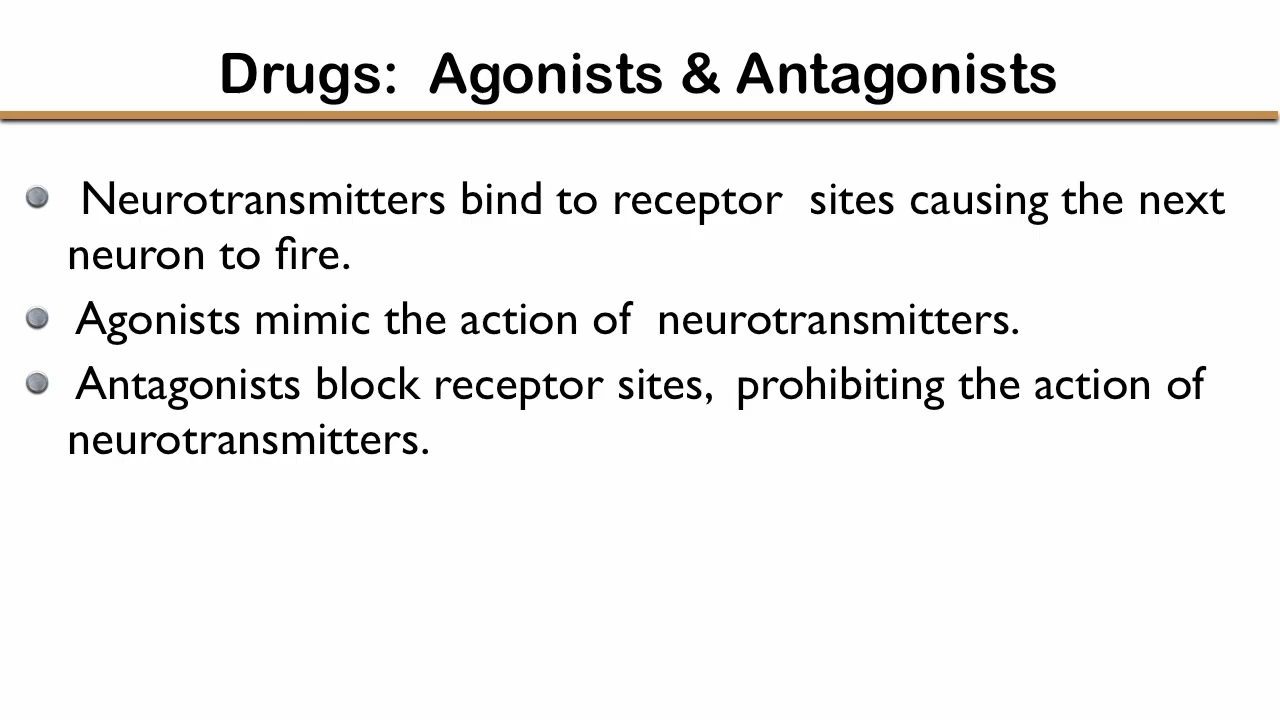 Drugs:  Agonists & Antagonists
Neurotransmitters bind to receptor  sites causing the next
neuron to fire.
Agonists mimic the action of  neurotransmitters.
Antagonists block receptor sites,  prohibiting the action of
neurotransmitters.